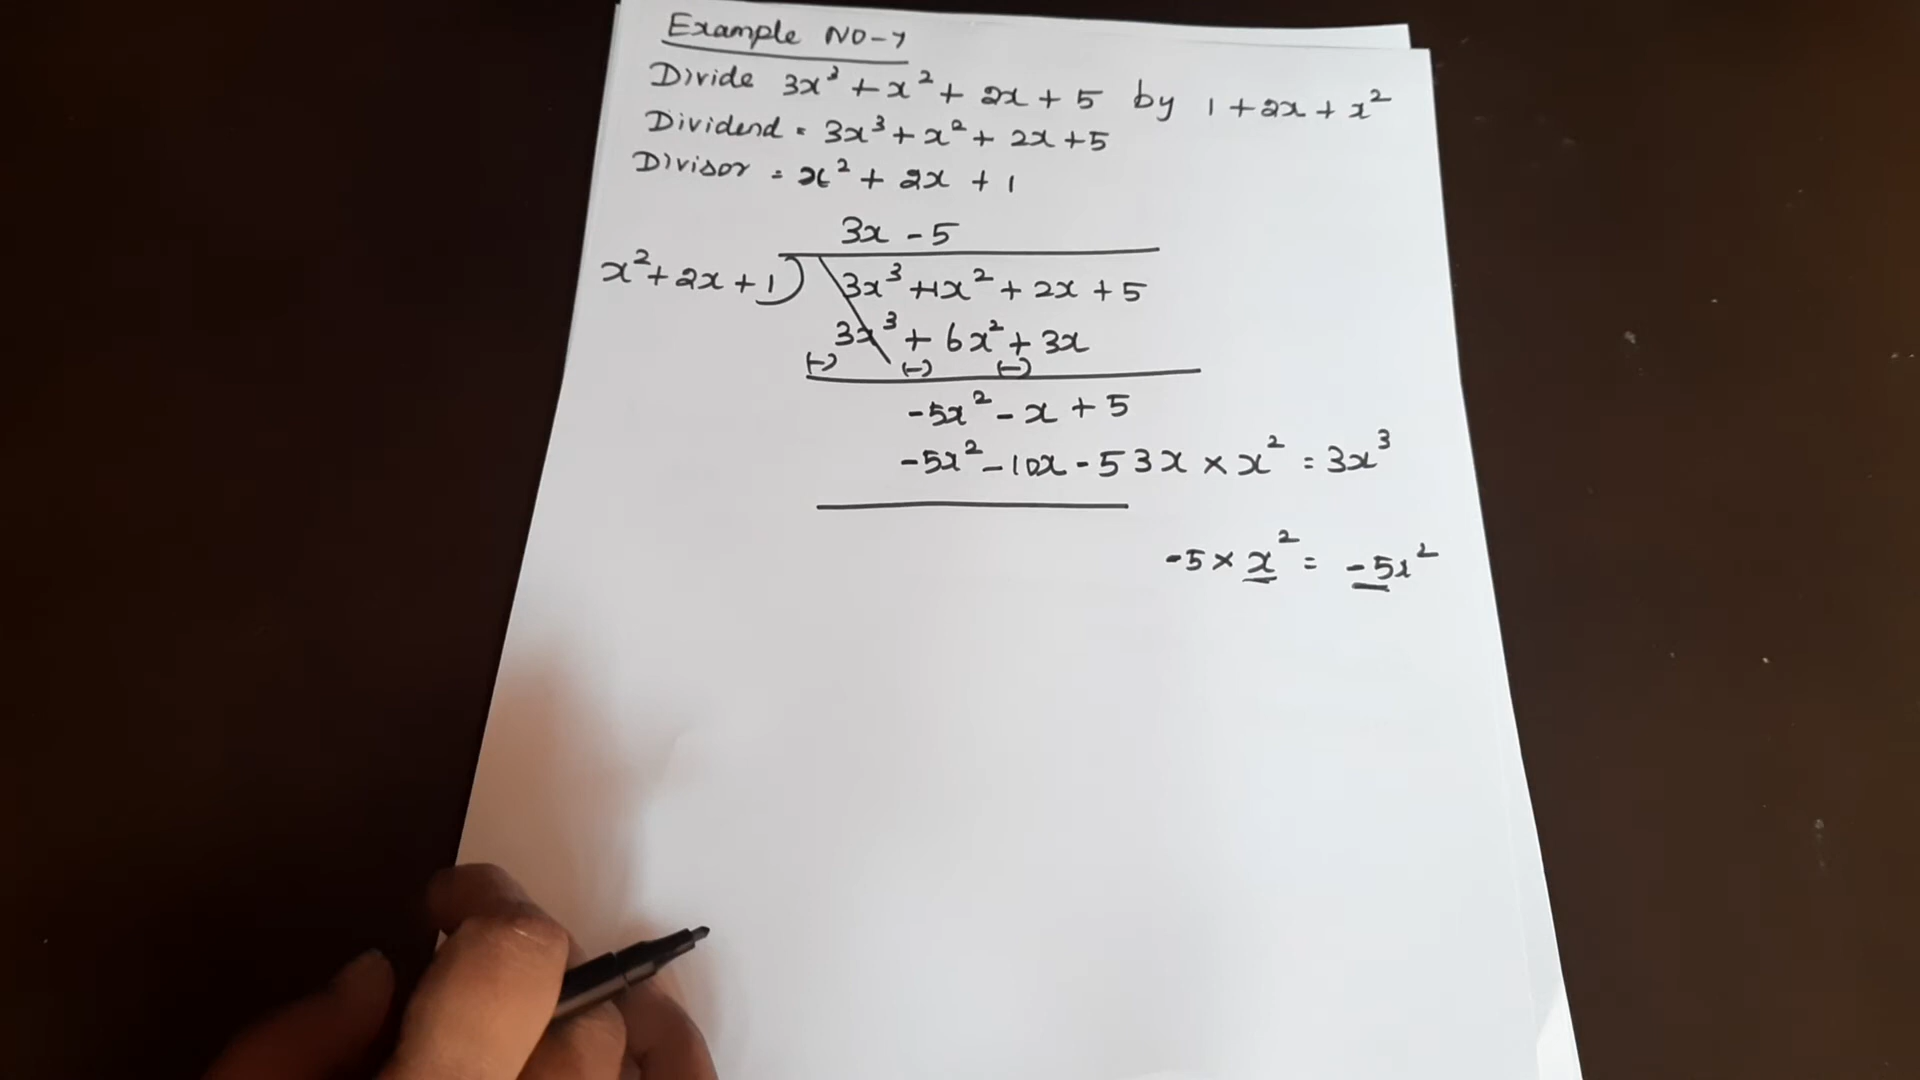 Example NO-7
Divide 3x³ + x² + 2x + 5 by 1 + 2x + x²
Dividend = 3x³ + x² + 2x + 5
Divisor = x² + 2x + 1
3x - 5
x² + 2x + 1 ) 3x³ + 1x² + 2x + 5
3x³ + 6x² + 3x
(-) (-) (-)
-5x² - x + 5
-5x² - 10x - 5 3x × x² = 3x³
-5 × x² = -5x²